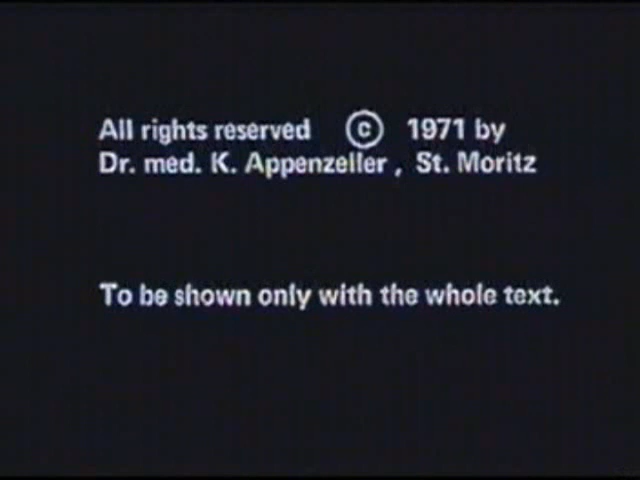 All rights reserved © 1971 by
Dr. med. K. Appenzeller , St. Moritz
To be shown only with the whole text.